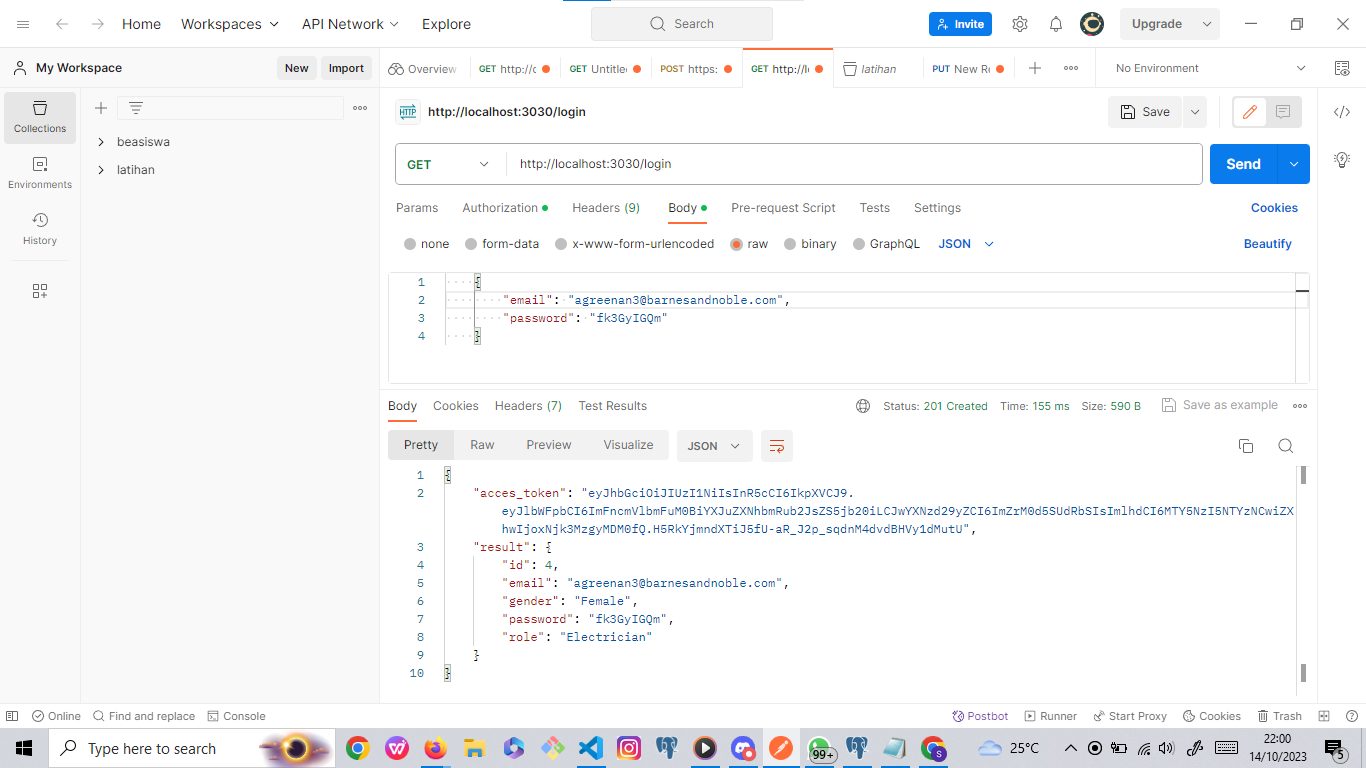 Home Workspaces API Network Explore Search Invite Upgrade
My Workspace New Import Overview GET http://c GET Untitle POST https: GET http://l latihan PUT New Re No Environment
HTTP http://localhost:3030/login Save
Collections
beasiswa
latihan
Environments
History
GET http://localhost:3030/login Send
Params Authorization Headers (9) Body Pre-request Script Tests Settings Cookies
none form-data x-www-form-urlencoded raw binary GraphQL JSON Beautify
1 {
2 "email": "agreenan3@barnesandnoble.com",
3 "password": "fk3GyIGQm"
4 }
Body Cookies Headers (7) Test Results Status: 201 Created Time: 155 ms Size: 590 B Save as example
Pretty Raw Preview Visualize JSON
1 {
2 "acces_token": "eyJhbGciOiJIUzI1NiIsInR5cCI6IkpXVCJ9.
eyJlbWFpbCI6ImFncmVlbmFuM0BiYXJuZXNhbmRub2JsZS5jb20iLCJwYXNzd29yZCI6ImZrM0d5SUdRbSIsImlhdCI6MTY5NzI5NTYzNCwiZX
hwIjoxNjk3MzgyMDM0fQ.H5RkYjmndXTiJ5fU-aR_J2p_sqdnM4dvdBHVy1dMutU",
3 "result": {
4 "id": 4,
5 "email": "agreenan3@barnesandnoble.com",
6 "gender": "Female",
7 "password": "fk3GyIGQm",
8 "role": "Electrician"
9 }
10 }
Online Find and replace Console Postbot Runner Start Proxy Cookies Trash
Type here to search 99+ S 25°C 22:00
14/10/2023 5